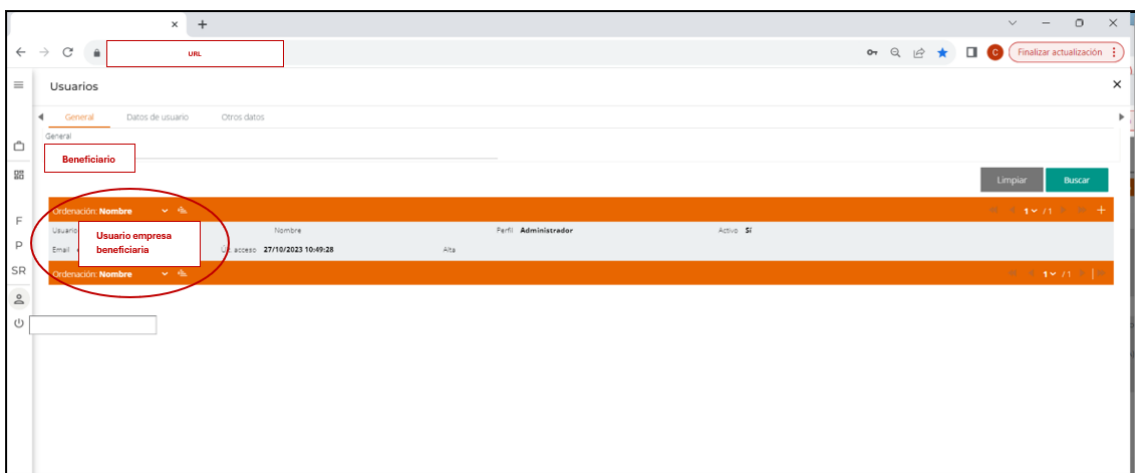 URL
C
Finalizar actualización
Usuarios
General Datos de usuario Otros datos
General
Beneficiario
Limpiar Buscar
Ordenación: Nombre 1 / 1
Usuario Nombre Perfil Administrador Activo Sí
Usuario empresa
beneficiaria
Email Últ. acceso 27/10/2023 10:49:28 Alta
Ordenación: Nombre 1 / 1
F
P
SR